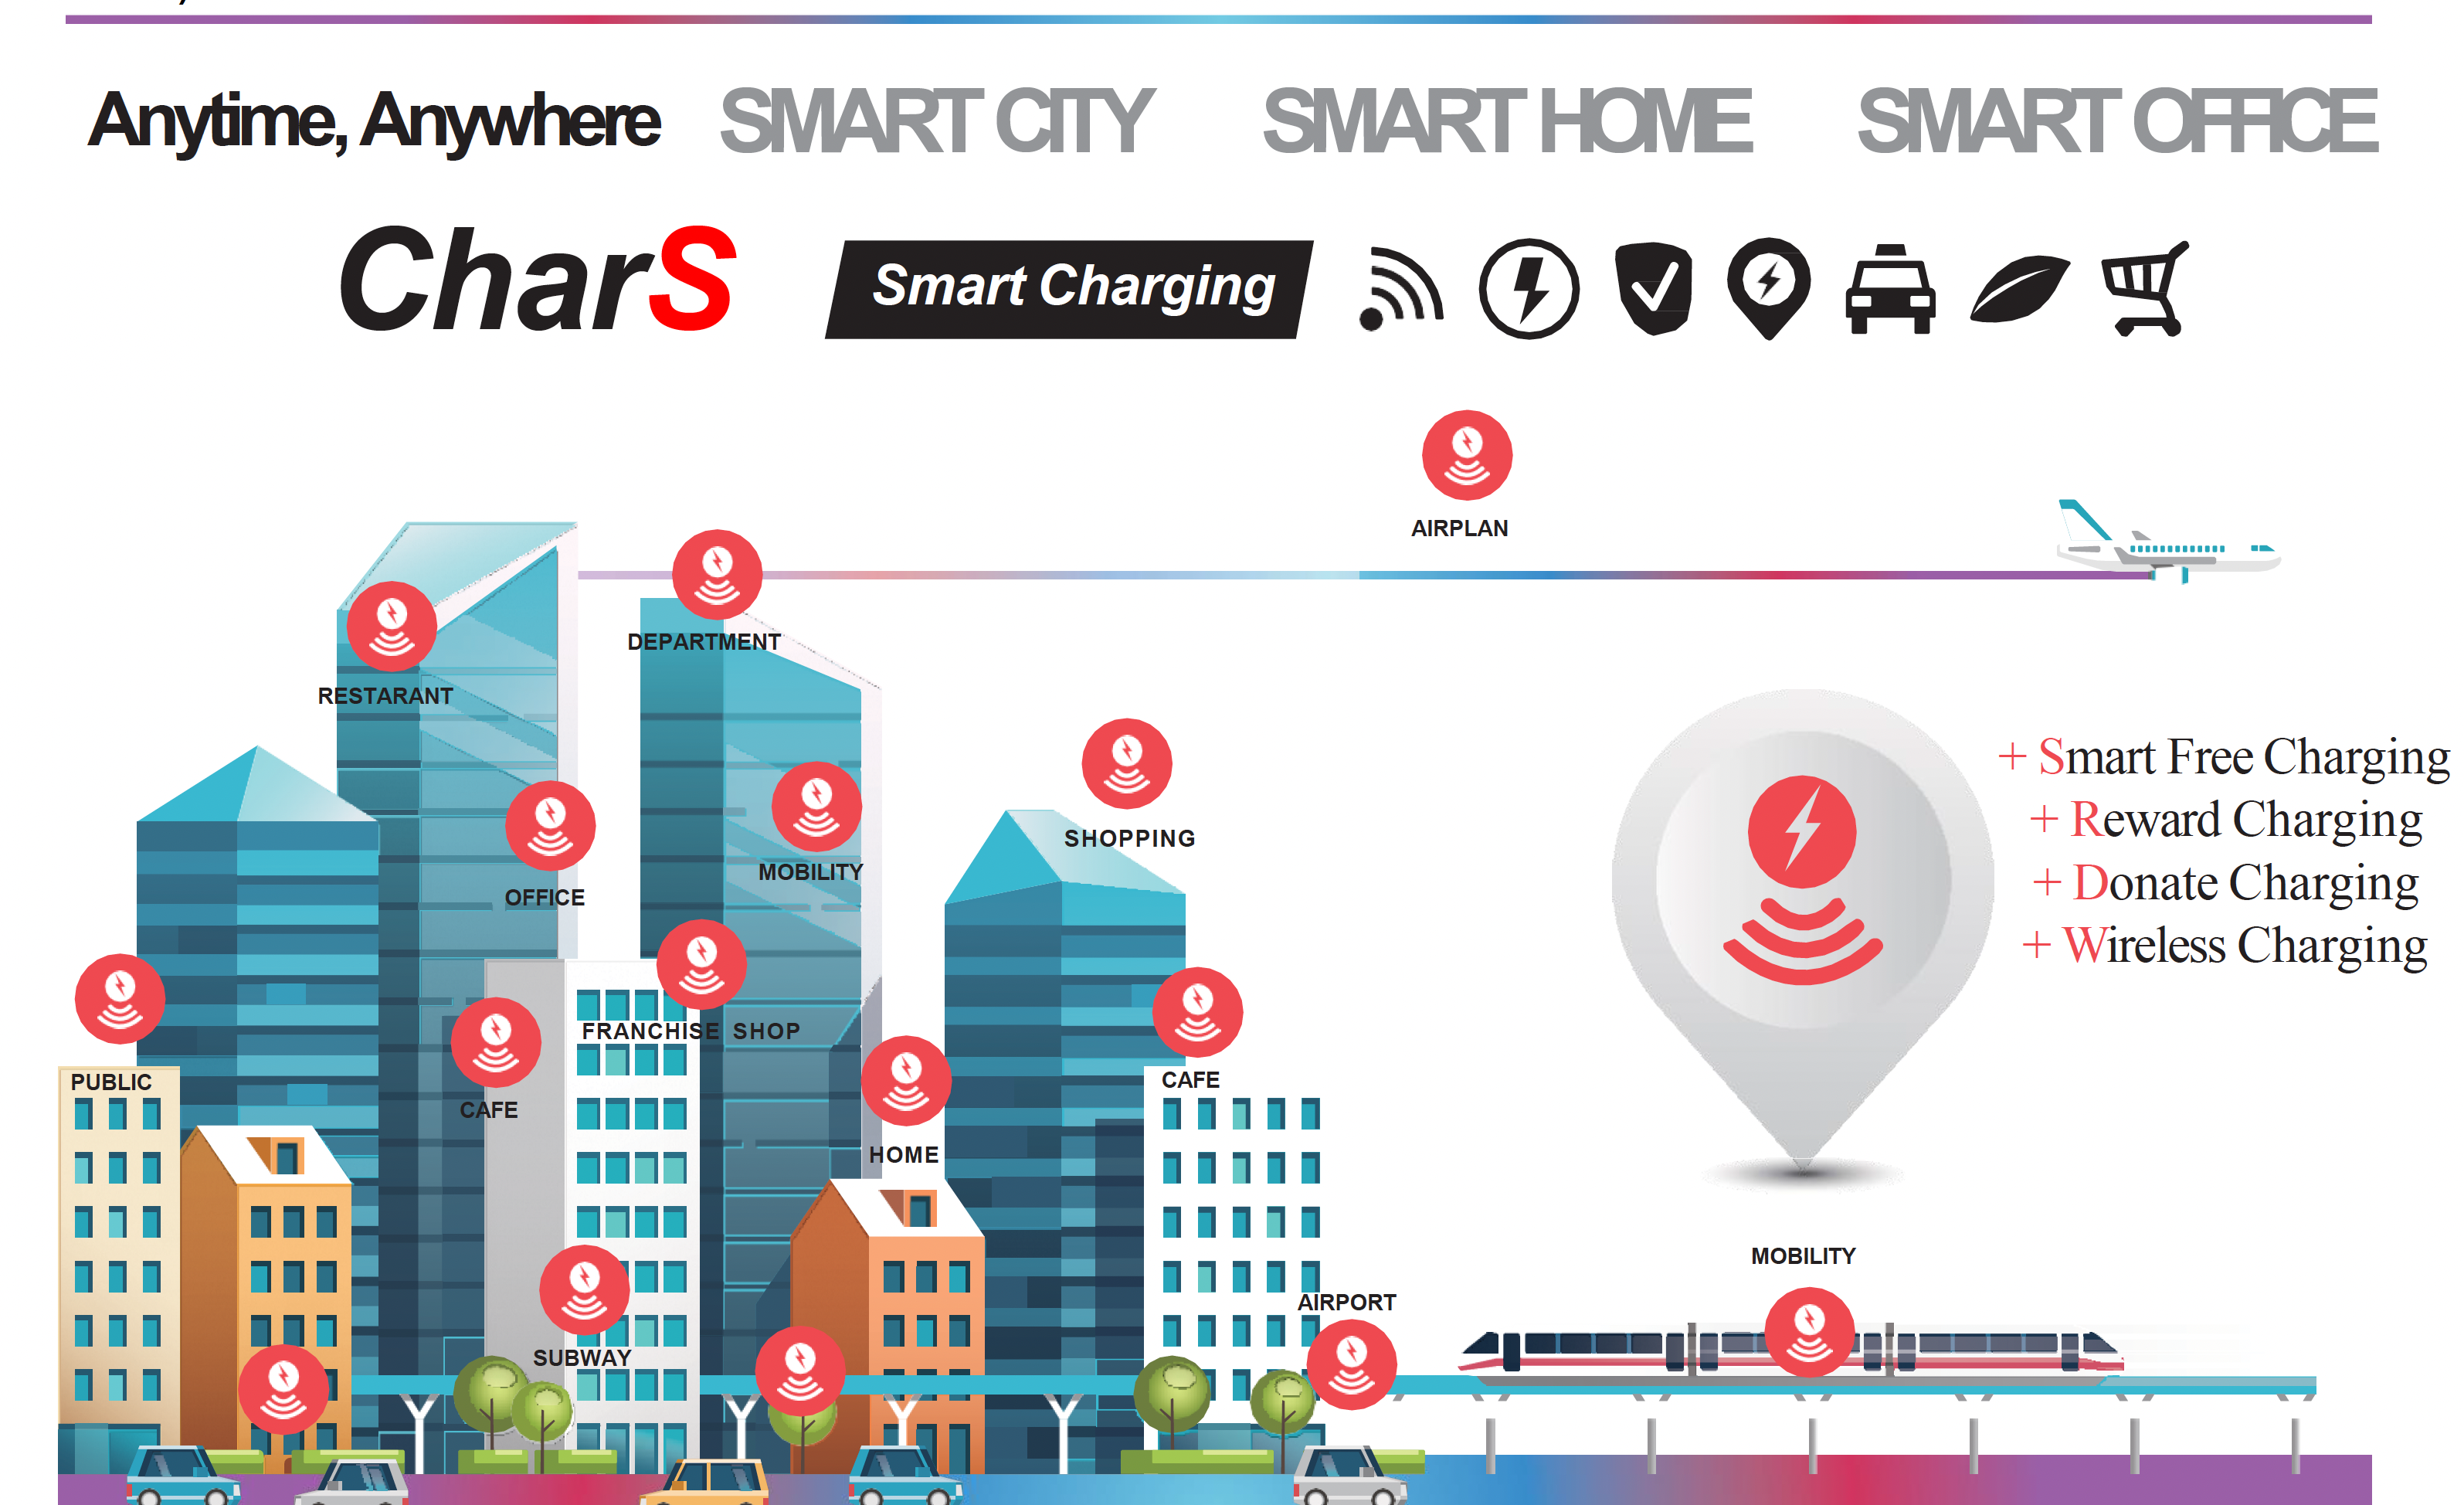 Anytime, Anywhere SMART CITY SMART HOME SMART OFFICE
CharS Smart Charging
AIRPLAN
DEPARTMENT
RESTARANT
SHOPPING
MOBILITY
OFFICE
+ Smart Free Charging
+ Reward Charging
+ Donate Charging
+ Wireless Charging
FRANCHISE SHOP
PUBLIC
CAFE
CAFE
HOME
MOBILITY
AIRPORT
SUBWAY